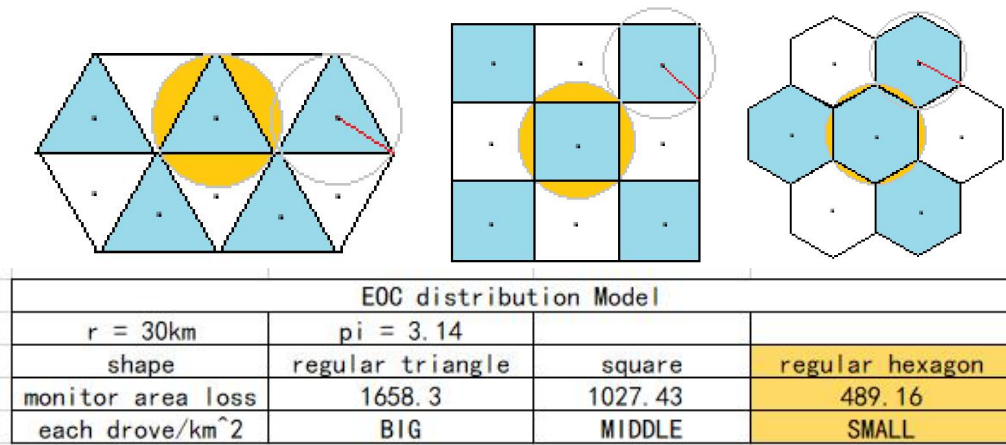 EOC distribution Model
r = 30km pi = 3.14
shape regular triangle square regular hexagon
monitor area loss 1658.3 1027.43 489.16
each drove/km^2 BIG MIDDLE SMALL